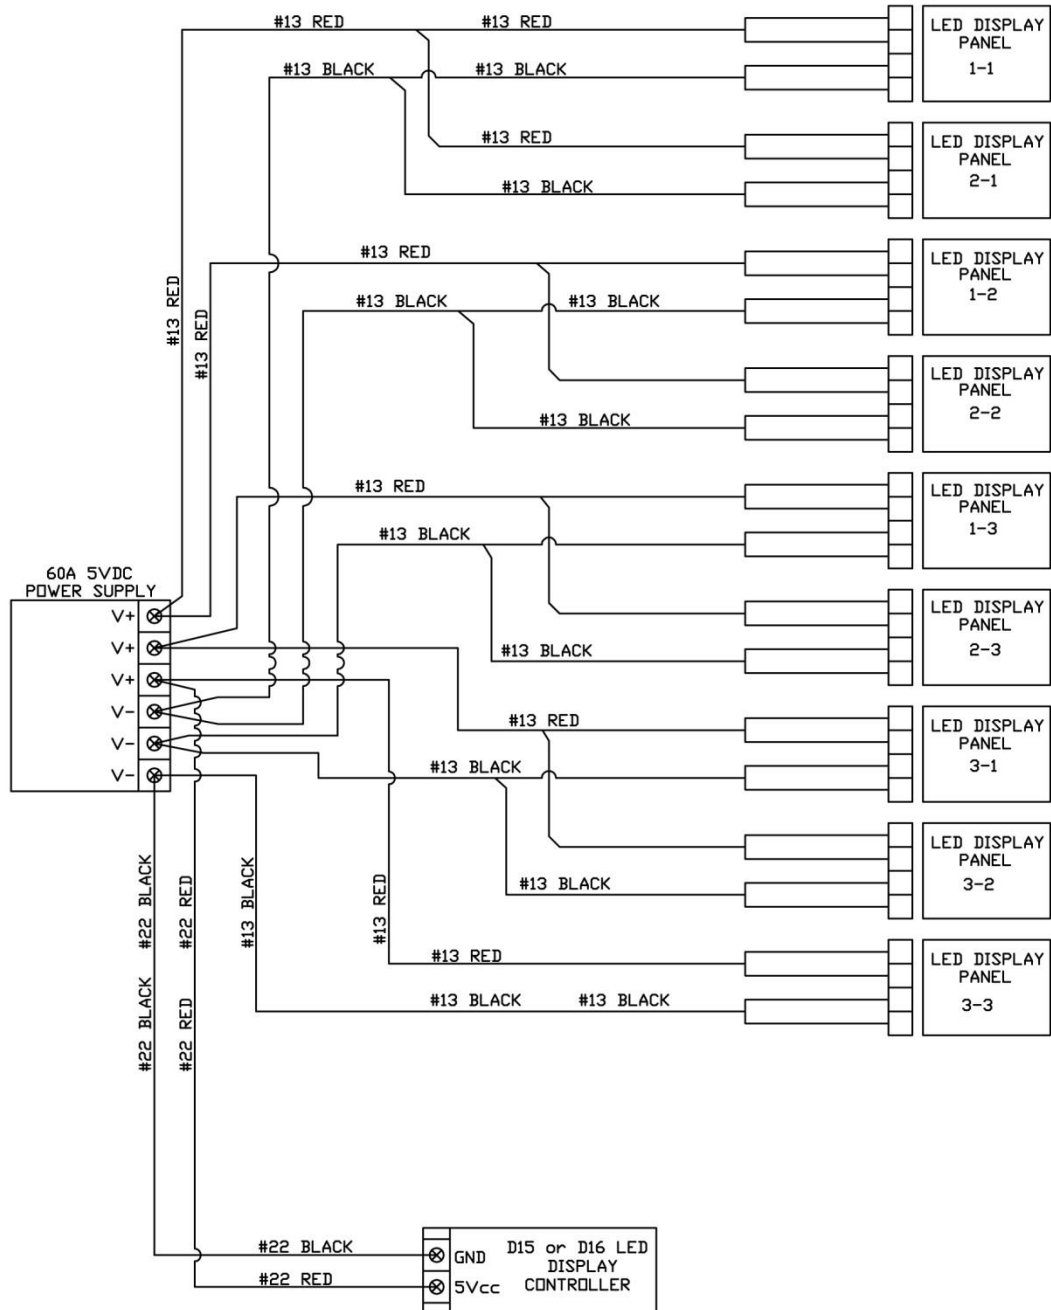 #13 RED
#13 RED
LED DISPLAY
PANEL
1-1
#13 BLACK
#13 BLACK
#13 RED
LED DISPLAY
PANEL
2-1
#13 BLACK
#13 RED
LED DISPLAY
PANEL
1-2
#13 RED
#13 RED
#13 BLACK
#13 BLACK
LED DISPLAY
PANEL
2-2
#13 BLACK
#13 RED
LED DISPLAY
PANEL
1-3
#13 BLACK
60A 5VDC
POWER SUPPLY
V+
V+
V+
V-
V-
V-
LED DISPLAY
PANEL
2-3
#13 BLACK
#13 RED
LED DISPLAY
PANEL
3-1
#13 BLACK
LED DISPLAY
PANEL
3-2
#13 BLACK
#22 BLACK
#22 RED
#13 BLACK
#13 RED
#13 RED
LED DISPLAY
PANEL
3-3
#13 BLACK
#13 BLACK
#22 BLACK
#22 RED
#22 BLACK
GND
D15 or D16 LED
DISPLAY
CONTROLLER
#22 RED
5Vcc